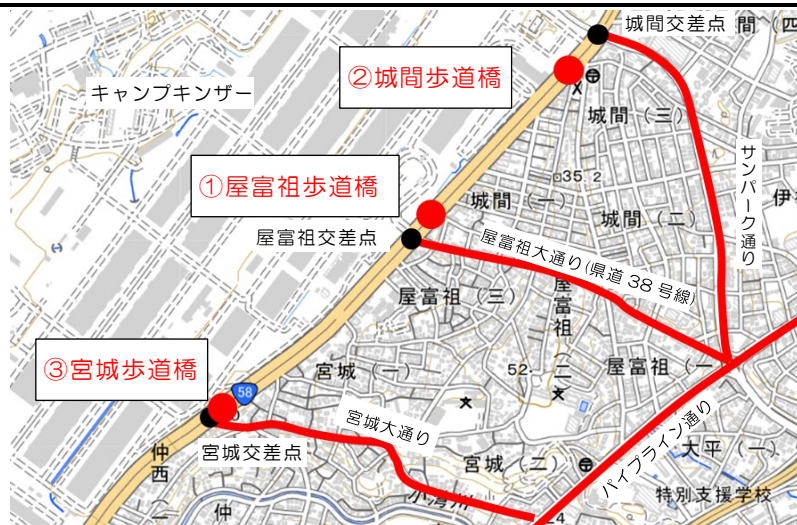 城間交差点
間（四
②城間歩道橋
キャンプキンザー
城間（三）
サンパーク通り
35.2
①屋富祖歩道橋
城間（一）
城間（二）
伊
屋富祖交差点
屋富祖大通り(県道 38 号線)
屋富祖（三）
屋富祖（二）
③宮城歩道橋
宮城（一）
52.
屋富祖（一
58
宮城大通り
パイプライン通り
仲西
宮城交差点
宮城（二）
大平（一）
小湾川
特別支援学校
仲
24